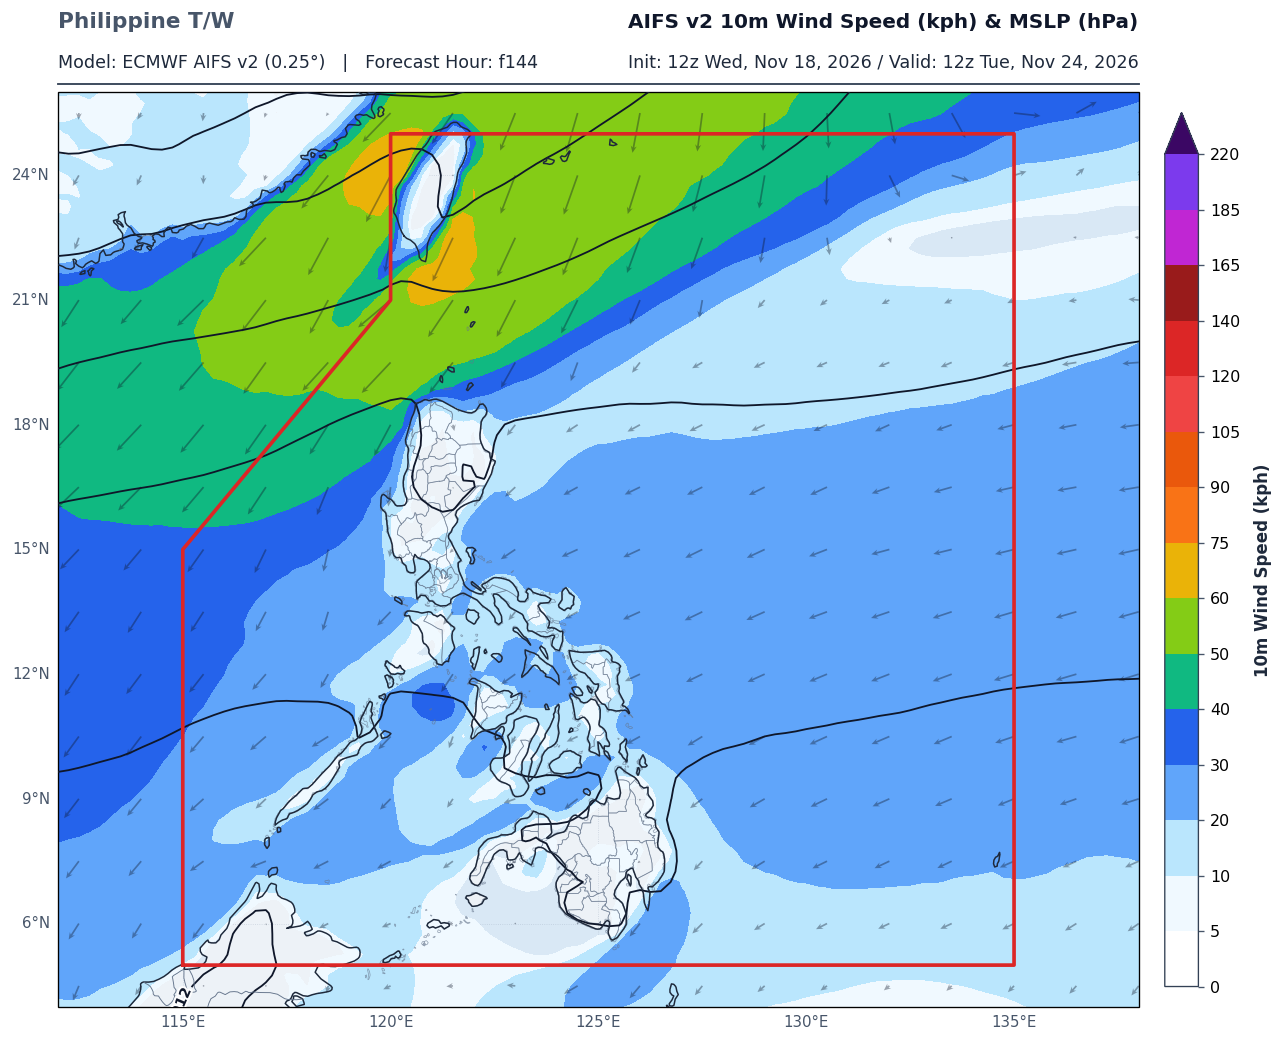 Philippine T/W
AIFS v2 10m Wind Speed (kph) & MSLP (hPa)
Model: ECMWF AIFS v2 (0.25°) | Forecast Hour: f144
Init: 12z Wed, Nov 18, 2026 / Valid: 12z Tue, Nov 24, 2026
24°N
21°N
18°N
15°N
12°N
9°N
6°N
115°E
120°E
125°E
130°E
135°E
220
185
165
140
120
105
90
75
60
50
40
30
20
10
5
0
10m Wind Speed (kph)